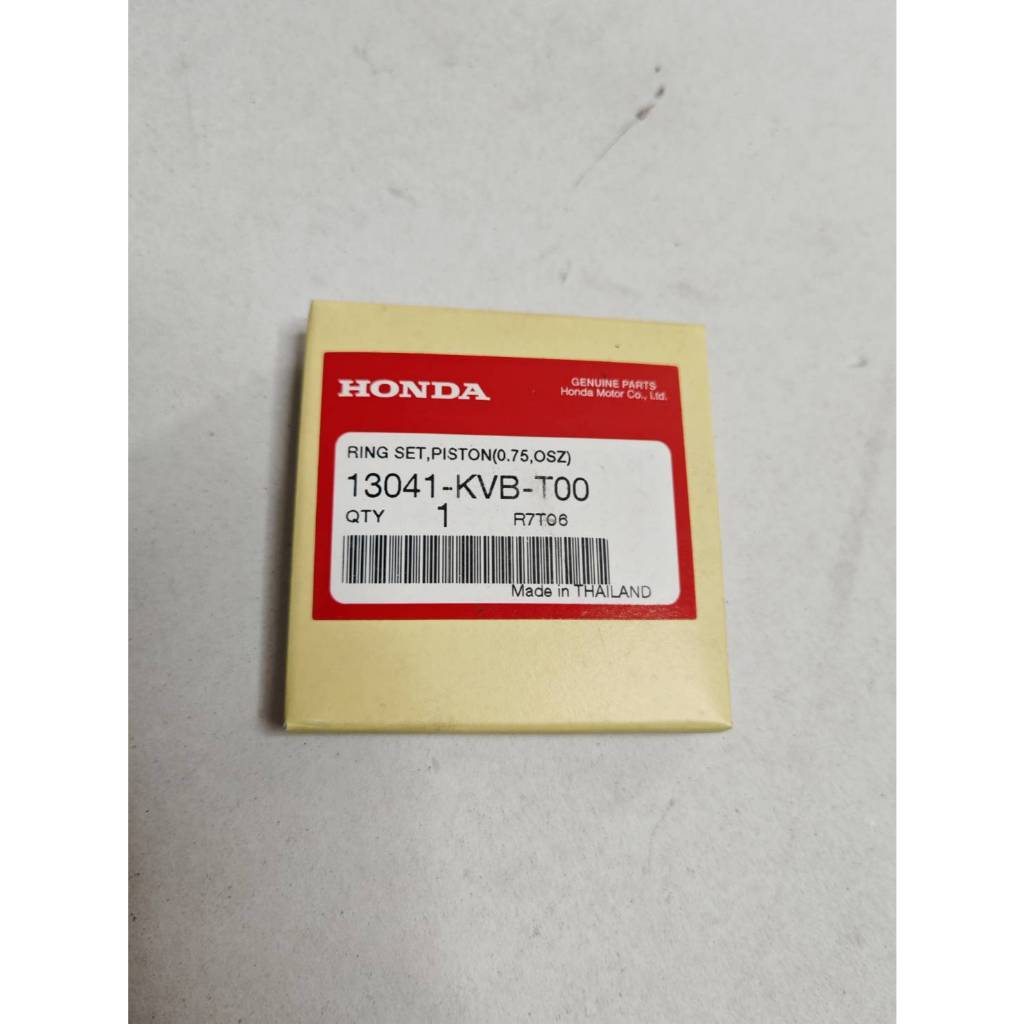 HONDA
GENUINE PARTS
Honda Motor Co., Ltd.
RING SET,PISTON(0.75,OSZ)
13041-KVB-T00
QTY 1 R7T06
Made in THAILAND